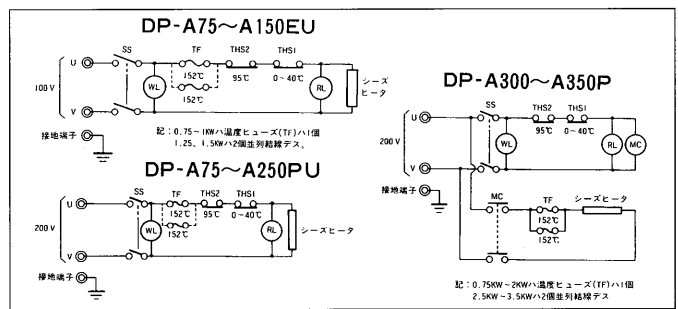 DP-A75〜A150EU
SS TF THS2 THS1
U
152℃ 95℃ 0~40℃
100V WL RL シーズヒータ
152℃
V
接地端子
記：0.75~1KWハ温度ヒューズ(TF)ハ1個
1.25、1.5KWハ2個並列結線デス。
DP-A75〜A250PU
SS TF THS2 THS1
U
152℃ 95℃ 0~40℃
152℃
200V WL RL シーズヒータ
V
接地端子
DP-A300〜A350P
SS THS2 THS1
U
95℃ 0~40℃
200V WL RL MC
V
接地端子
MC TF シーズヒータ
152℃
152℃
記：0.75KW~2KWハ温度ヒューズ(TF)ハ1個
2.5KW~3.5KWハ2個並列結線デス